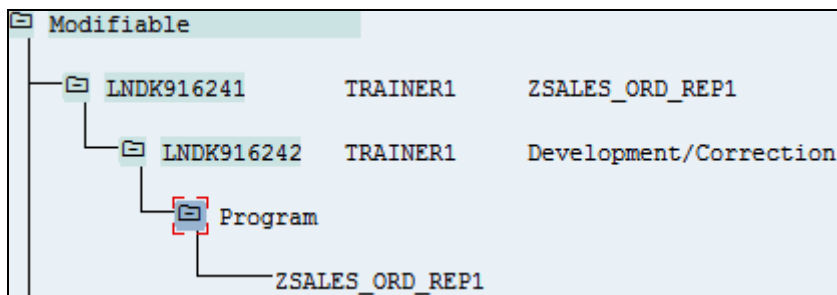 Modifiable
LNDK916241 TRAINER1 ZSALES_ORD_REP1
LNDK916242 TRAINER1 Development/Correction
Program
ZSALES_ORD_REP1